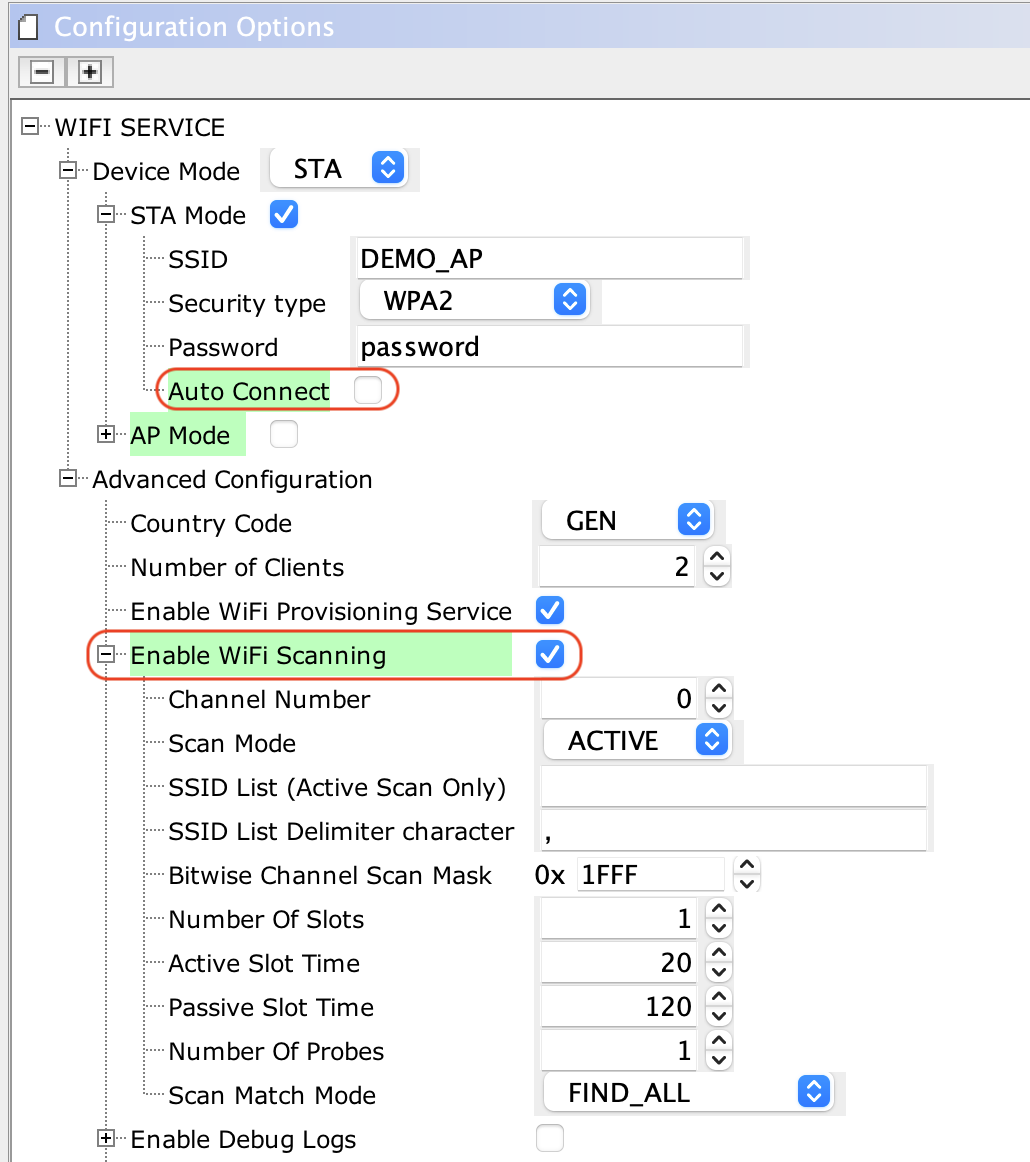 Configuration Options
WIFI SERVICE
Device Mode STA
STA Mode
SSID DEMO_AP
Security type WPA2
Password password
Auto Connect
AP Mode
Advanced Configuration
Country Code GEN
Number of Clients 2
Enable WiFi Provisioning Service
Enable WiFi Scanning
Channel Number 0
Scan Mode ACTIVE
SSID List (Active Scan Only)
SSID List Delimiter character ,
Bitwise Channel Scan Mask 0x 1FFF
Number Of Slots 1
Active Slot Time 20
Passive Slot Time 120
Number Of Probes 1
Scan Match Mode FIND_ALL
Enable Debug Logs